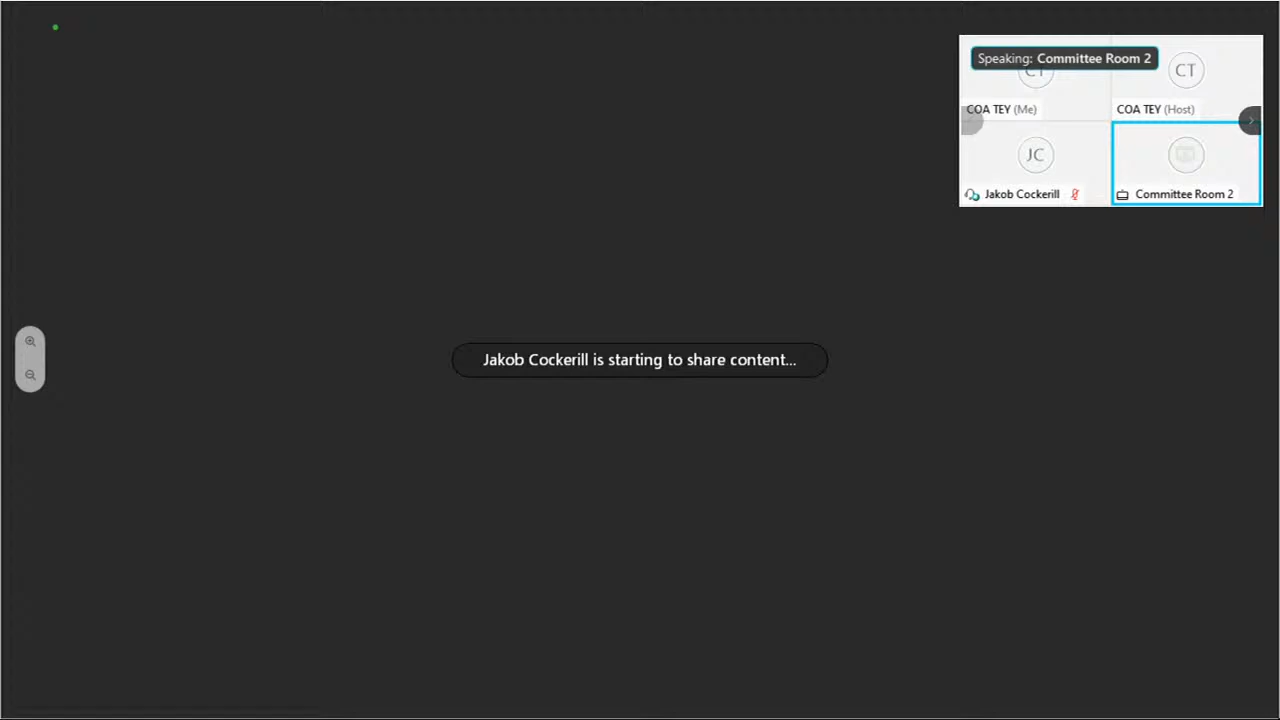 Speaking: Committee Room 2
CT
CT
COA TEY (Me)
COA TEY (Host)
JC
Jakob Cockerill
Committee Room 2
Jakob Cockerill is starting to share content...